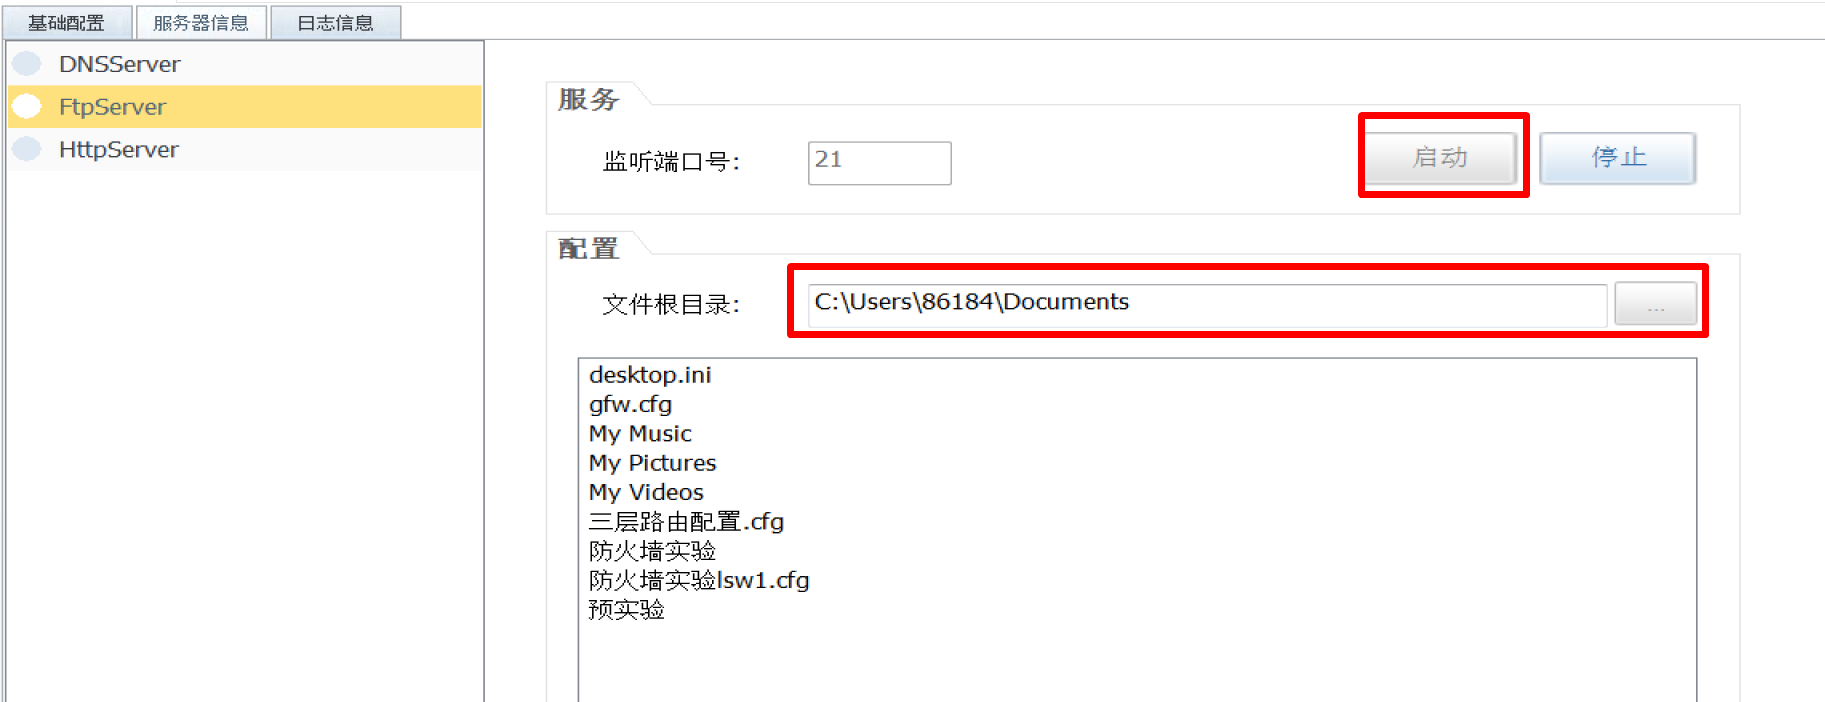 基础配置 服务器信息 日志信息
DNSServer
FtpServer
HttpServer
服务
监听端口号: 21 启动 停止
配置
文件根目录: C:\Users\86184\Documents ...
desktop.ini
gfw.cfg
My Music
My Pictures
My Videos
三层路由配置.cfg
防火墙实验
防火墙实验lsw1.cfg
预实验